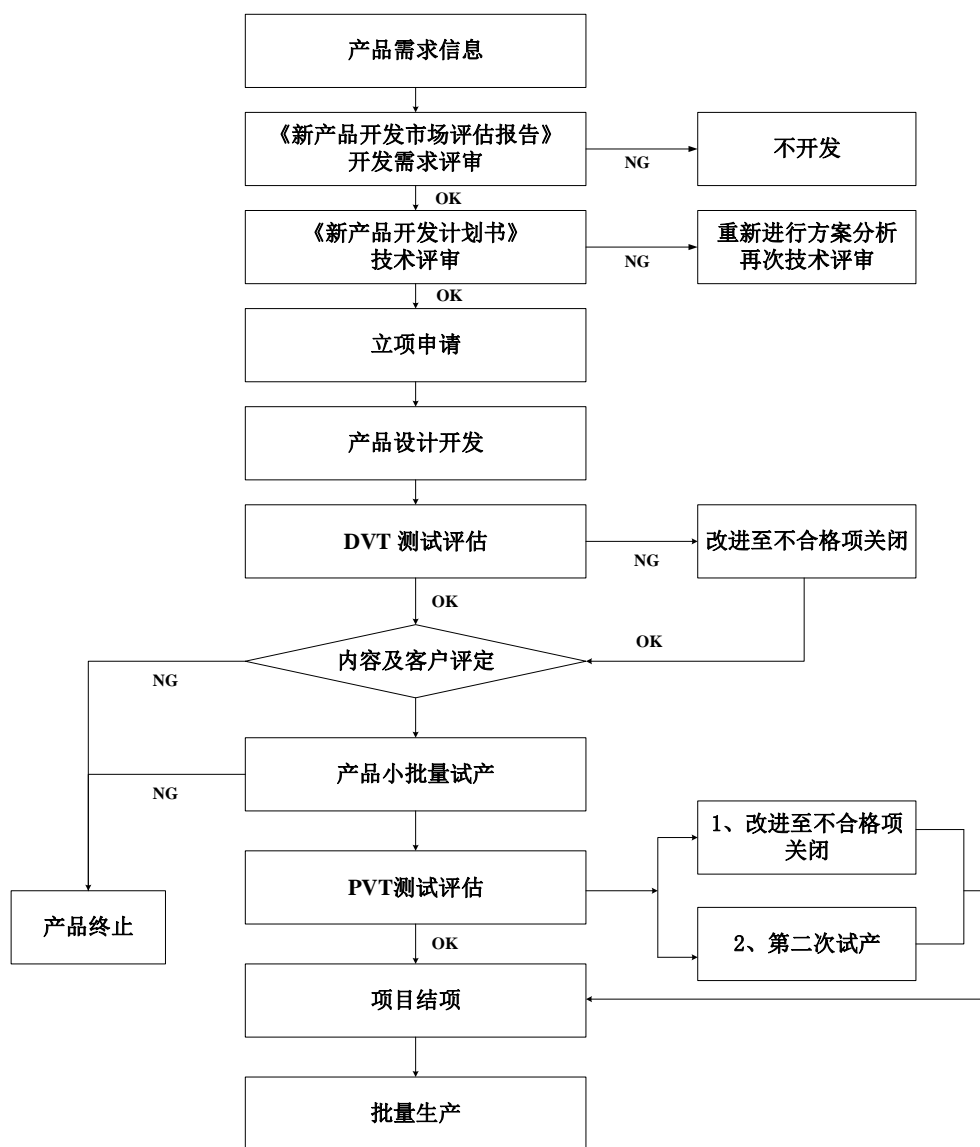 产品需求信息
《新产品开发市场评估报告》
开发需求评审
NG
不开发
OK
《新产品开发计划书》
技术评审
NG
重新进行方案分析
再次技术评审
OK
立项申请
产品设计开发
DVT 测试评估
NG
改进至不合格项关闭
OK
内容及客户评定
OK
NG
产品小批量试产
NG
1、改进至不合格项
关闭
PVT测试评估
产品终止
2、第二次试产
OK
项目结项
批量生产